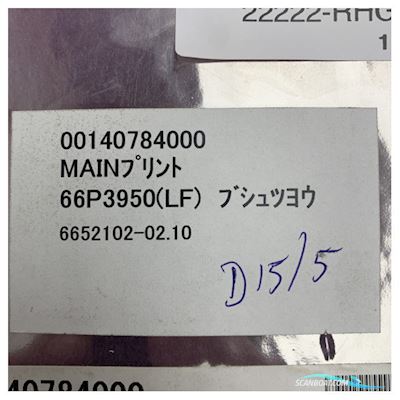 22222-RHG
1
00140784000
MAINﾌﾟﾘﾝﾄ
66P3950(LF) ﾌﾞｼｭﾂﾖｳ
6652102-02.10
D15/5
0
40784000
SCANBOAT.COM